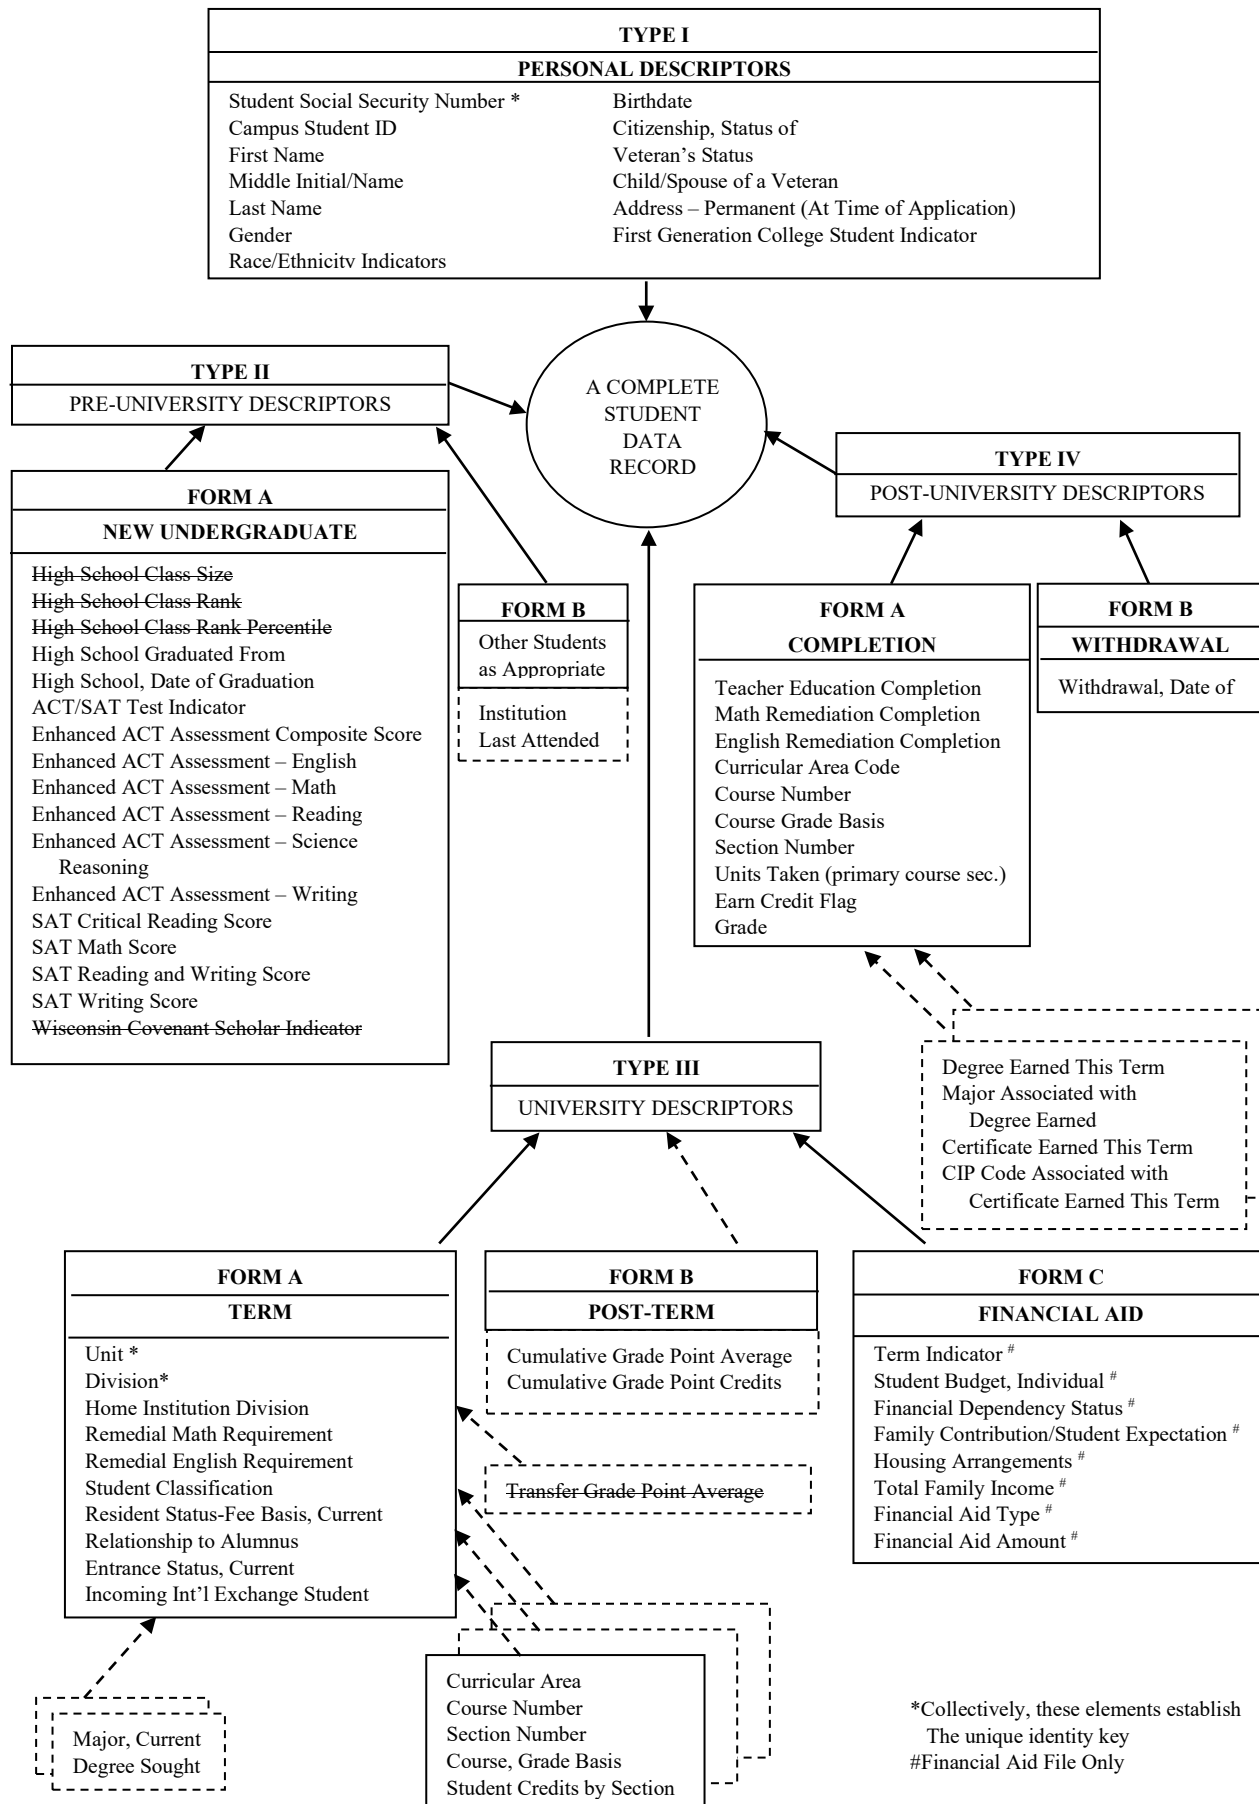 TYPE I
PERSONAL DESCRIPTORS
Student Social Security Number *
Campus Student ID
First Name
Middle Initial/Name
Last Name
Gender
Race/Ethnicity Indicators
Birthdate
Citizenship, Status of
Veteran's Status
Child/Spouse of a Veteran
Address – Permanent (At Time of Application)
First Generation College Student Indicator
A COMPLETE
STUDENT
DATA
RECORD
TYPE II
PRE-UNIVERSITY DESCRIPTORS
FORM A
NEW UNDERGRADUATE
High School Class Size
High School Class Rank
High School Class Rank Percentile
High School Graduated From
High School, Date of Graduation
ACT/SAT Test Indicator
Enhanced ACT Assessment Composite Score
Enhanced ACT Assessment – English
Enhanced ACT Assessment – Math
Enhanced ACT Assessment – Reading
Enhanced ACT Assessment – Science
Reasoning
Enhanced ACT Assessment – Writing
SAT Critical Reading Score
SAT Math Score
SAT Reading and Writing Score
SAT Writing Score
Wisconsin Covenant Scholar Indicator
FORM B
Other Students
as Appropriate
Institution
Last Attended
TYPE IV
POST-UNIVERSITY DESCRIPTORS
FORM A
COMPLETION
Teacher Education Completion
Math Remediation Completion
English Remediation Completion
Curricular Area Code
Course Number
Course Grade Basis
Section Number
Units Taken (primary course sec.)
Earn Credit Flag
Grade
FORM B
WITHDRAWAL
Withdrawal, Date of
Degree Earned This Term
Major Associated with
Degree Earned
Certificate Earned This Term
CIP Code Associated with
Certificate Earned This Term
TYPE III
UNIVERSITY DESCRIPTORS
FORM A
TERM
Unit *
Division*
Home Institution Division
Remedial Math Requirement
Remedial English Requirement
Student Classification
Resident Status-Fee Basis, Current
Relationship to Alumnus
Entrance Status, Current
Incoming Int'l Exchange Student
FORM B
POST-TERM
Cumulative Grade Point Average
Cumulative Grade Point Credits
Transfer Grade Point Average
FORM C
FINANCIAL AID
Term Indicator #
Student Budget, Individual #
Financial Dependency Status #
Family Contribution/Student Expectation #
Housing Arrangements #
Total Family Income #
Financial Aid Type #
Financial Aid Amount #
Major, Current
Degree Sought
Curricular Area
Course Number
Section Number
Course, Grade Basis
Student Credits by Section
*Collectively, these elements establish
The unique identity key
#Financial Aid File Only